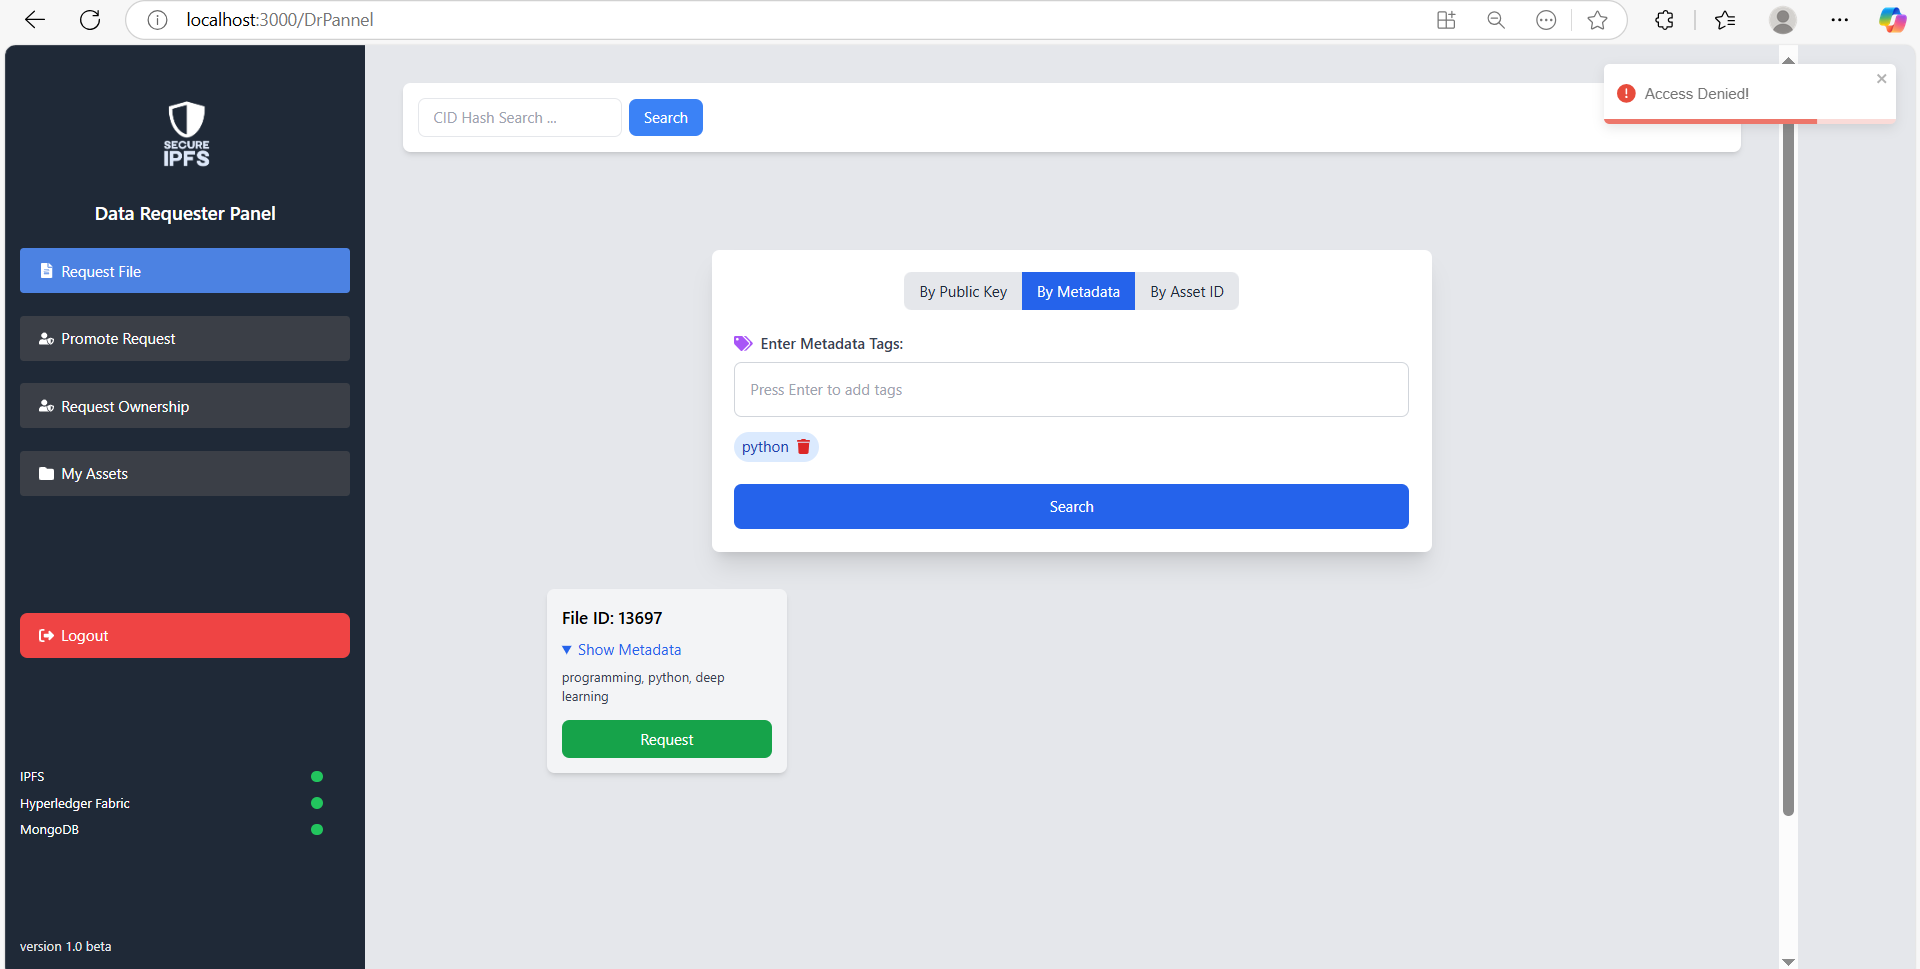 localhost:3000/DrPannel
SECURE
IPFS
Data Requester Panel
Request File
Promote Request
Request Ownership
My Assets
Logout
IPFS
Hyperledger Fabric
MongoDB
version 1.0 beta
CID Hash Search ...
Search
Access Denied!
By Public Key
By Metadata
By Asset ID
Enter Metadata Tags:
Press Enter to add tags
python
Search
File ID: 13697
Show Metadata
programming, python, deep
learning
Request